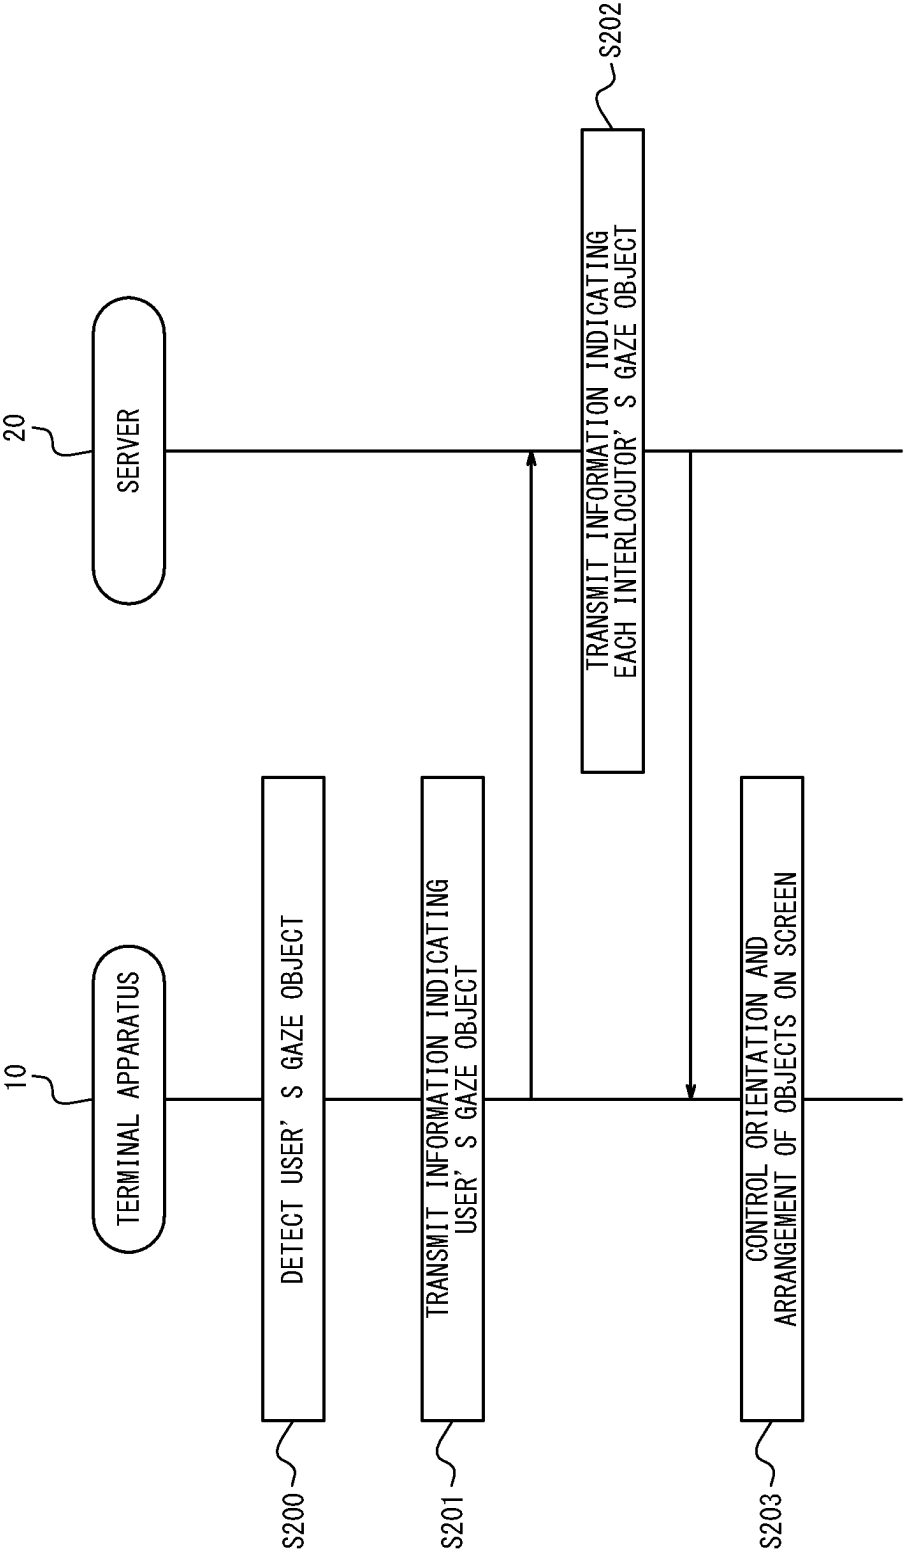 10
20
TERMINAL APPARATUS
SERVER
S200
DETECT USER'S GAZE OBJECT
S201
TRANSMIT INFORMATION INDICATING
USER'S GAZE OBJECT
TRANSMIT INFORMATION INDICATING
EACH INTERLOCUTOR'S GAZE OBJECT
S202
S203
CONTROL ORIENTATION AND
ARRANGEMENT OF OBJECTS ON SCREEN